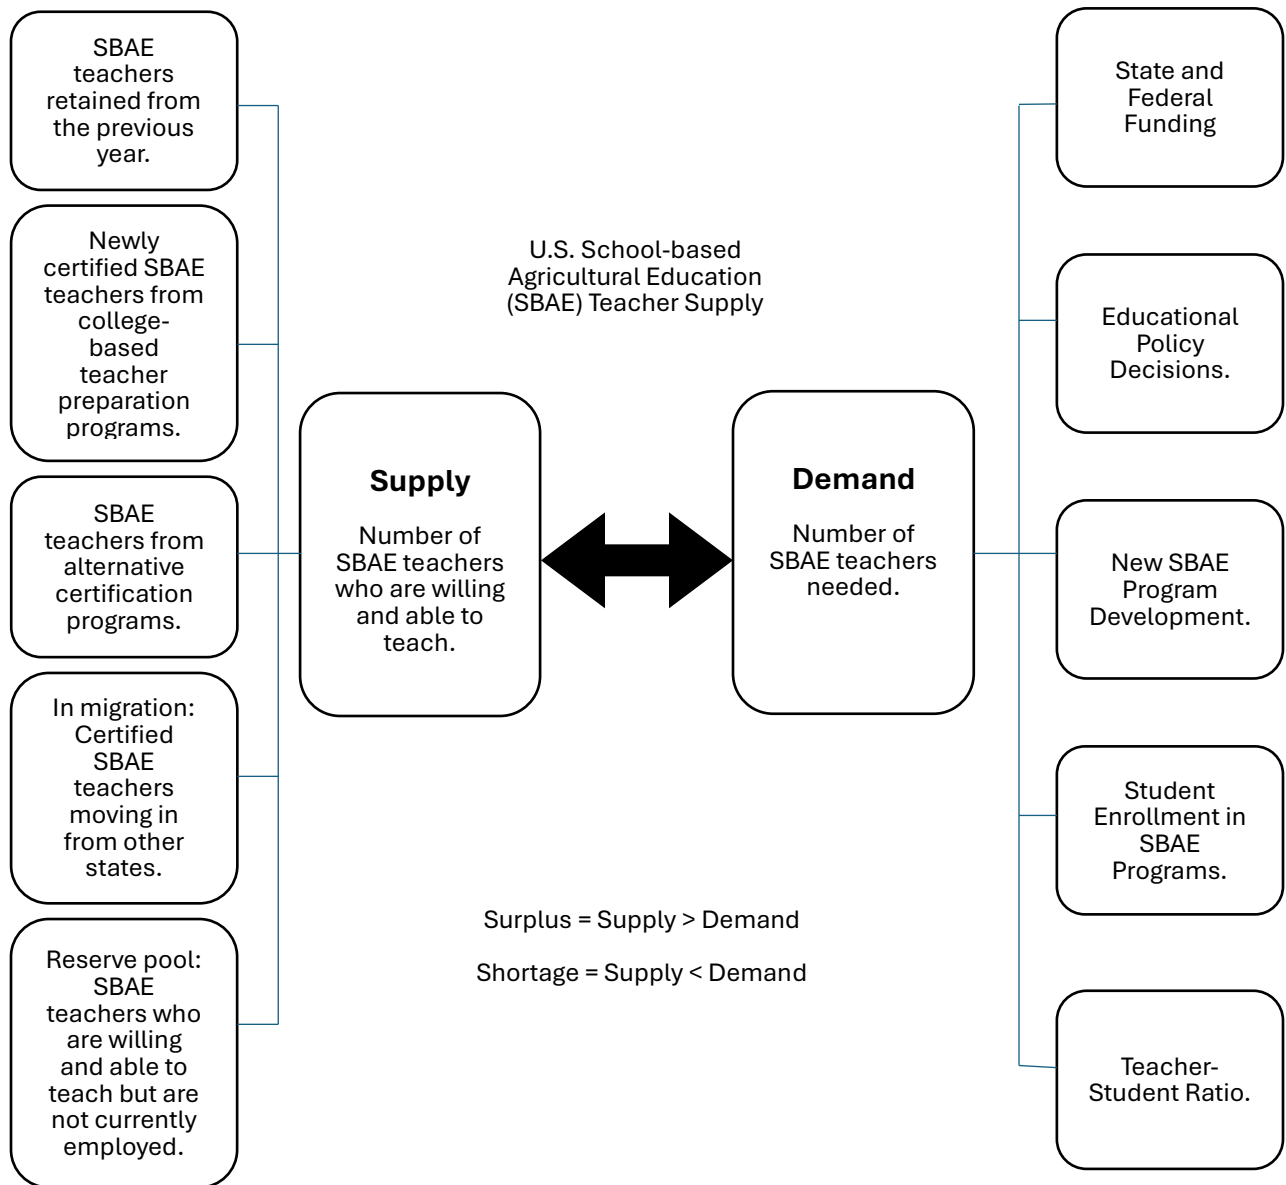 SBAE
teachers
retained from
the previous
year.
Newly
certified SBAE
teachers from
college-
based
teacher
preparation
programs.
SBAE
teachers from
alternative
certification
programs.
In migration:
Certified
SBAE
teachers
moving in
from other
states.
Reserve pool:
SBAE
teachers who
are willing
and able to
teach but are
not currently
employed.
U.S. School-based
Agricultural Education
(SBAE) Teacher Supply
Supply
Number of
SBAE teachers
who are willing
and able to
teach.
Demand
Number of
SBAE teachers
needed.
Surplus = Supply > Demand
Shortage = Supply < Demand
State and
Federal
Funding
Educational
Policy
Decisions.
New SBAE
Program
Development.
Student
Enrollment in
SBAE
Programs.
Teacher-
Student Ratio.